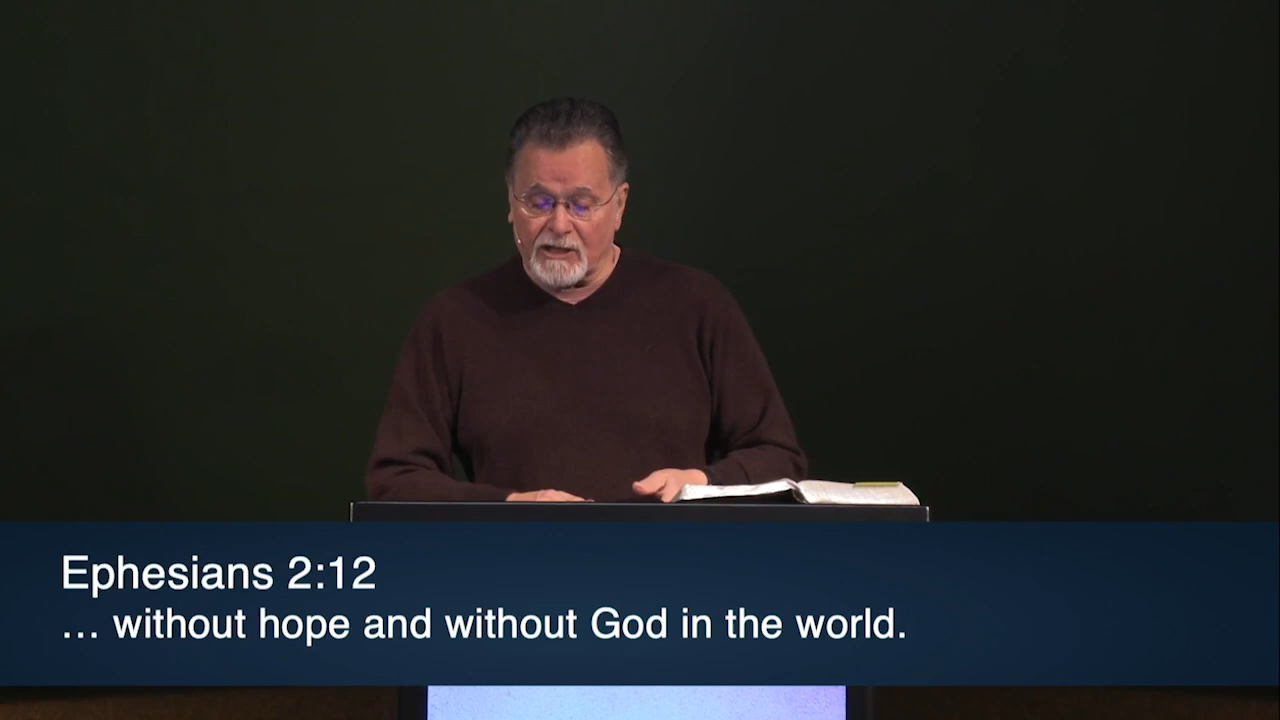 Ephesians 2:12
… without hope and without God in the world.